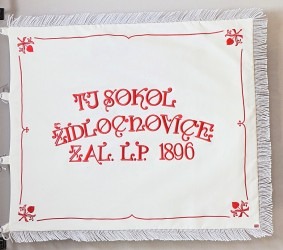 TJ SOKOL
ŽIDLOCHOVICE
ZAL. L.P. 1896